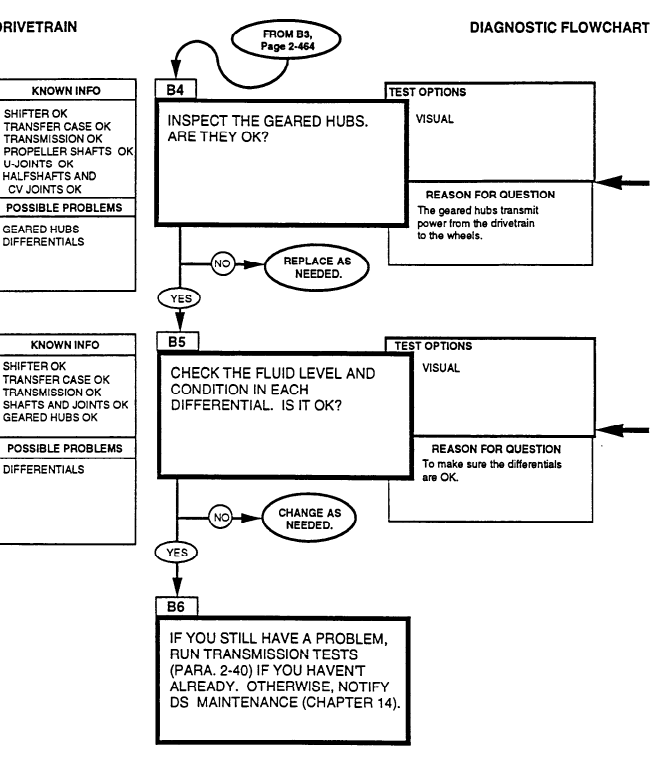 DRIVETRAIN
DIAGNOSTIC FLOWCHART
FROM B3,
Page 2-464
KNOWN INFO
SHIFTER OK
TRANSFER CASE OK
TRANSMISSION OK
PROPELLER SHAFTS OK
U-JOINTS OK
HALFSHAFTS AND
CV JOINTS OK
POSSIBLE PROBLEMS
GEARED HUBS
DIFFERENTIALS
B4
INSPECT THE GEARED HUBS.
ARE THEY OK?
TEST OPTIONS
VISUAL
REASON FOR QUESTION
The geared hubs transmit
power from the drivetrain
to the wheels.
NO
REPLACE AS
NEEDED.
YES
KNOWN INFO
SHIFTER OK
TRANSFER CASE OK
TRANSMISSION OK
SHAFTS AND JOINTS OK
GEARED HUBS OK
POSSIBLE PROBLEMS
DIFFERENTIALS
B5
CHECK THE FLUID LEVEL AND
CONDITION IN EACH
DIFFERENTIAL. IS IT OK?
TEST OPTIONS
VISUAL
REASON FOR QUESTION
To make sure the differentials
are OK.
NO
CHANGE AS
NEEDED.
YES
B6
IF YOU STILL HAVE A PROBLEM,
RUN TRANSMISSION TESTS
(PARA. 2-40) IF YOU HAVEN'T
ALREADY. OTHERWISE, NOTIFY
DS MAINTENANCE (CHAPTER 14).